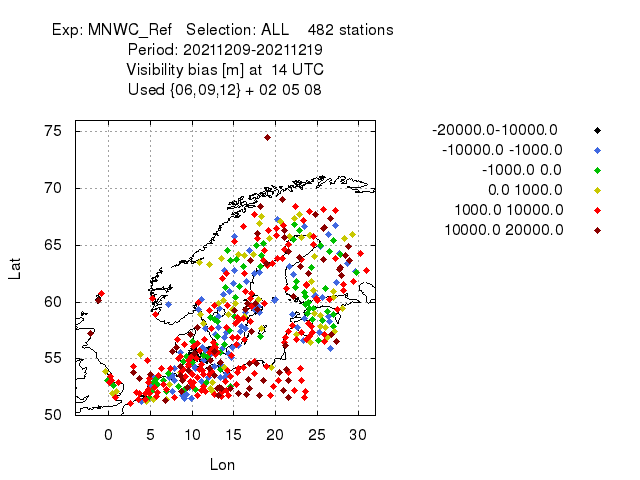 Exp: MNWC_Ref Selection: ALL 482 stations
Period: 20211209-20211219
Visibility bias [m] at 14 UTC
Used {06,09,12} + 02 05 08
-20000.0-10000.0
-10000.0 -1000.0
-1000.0 0.0
0.0 1000.0
1000.0 10000.0
10000.0 20000.0
75
70
65
60
55
50
Lat
0 5 10 15 20 25 30
Lon